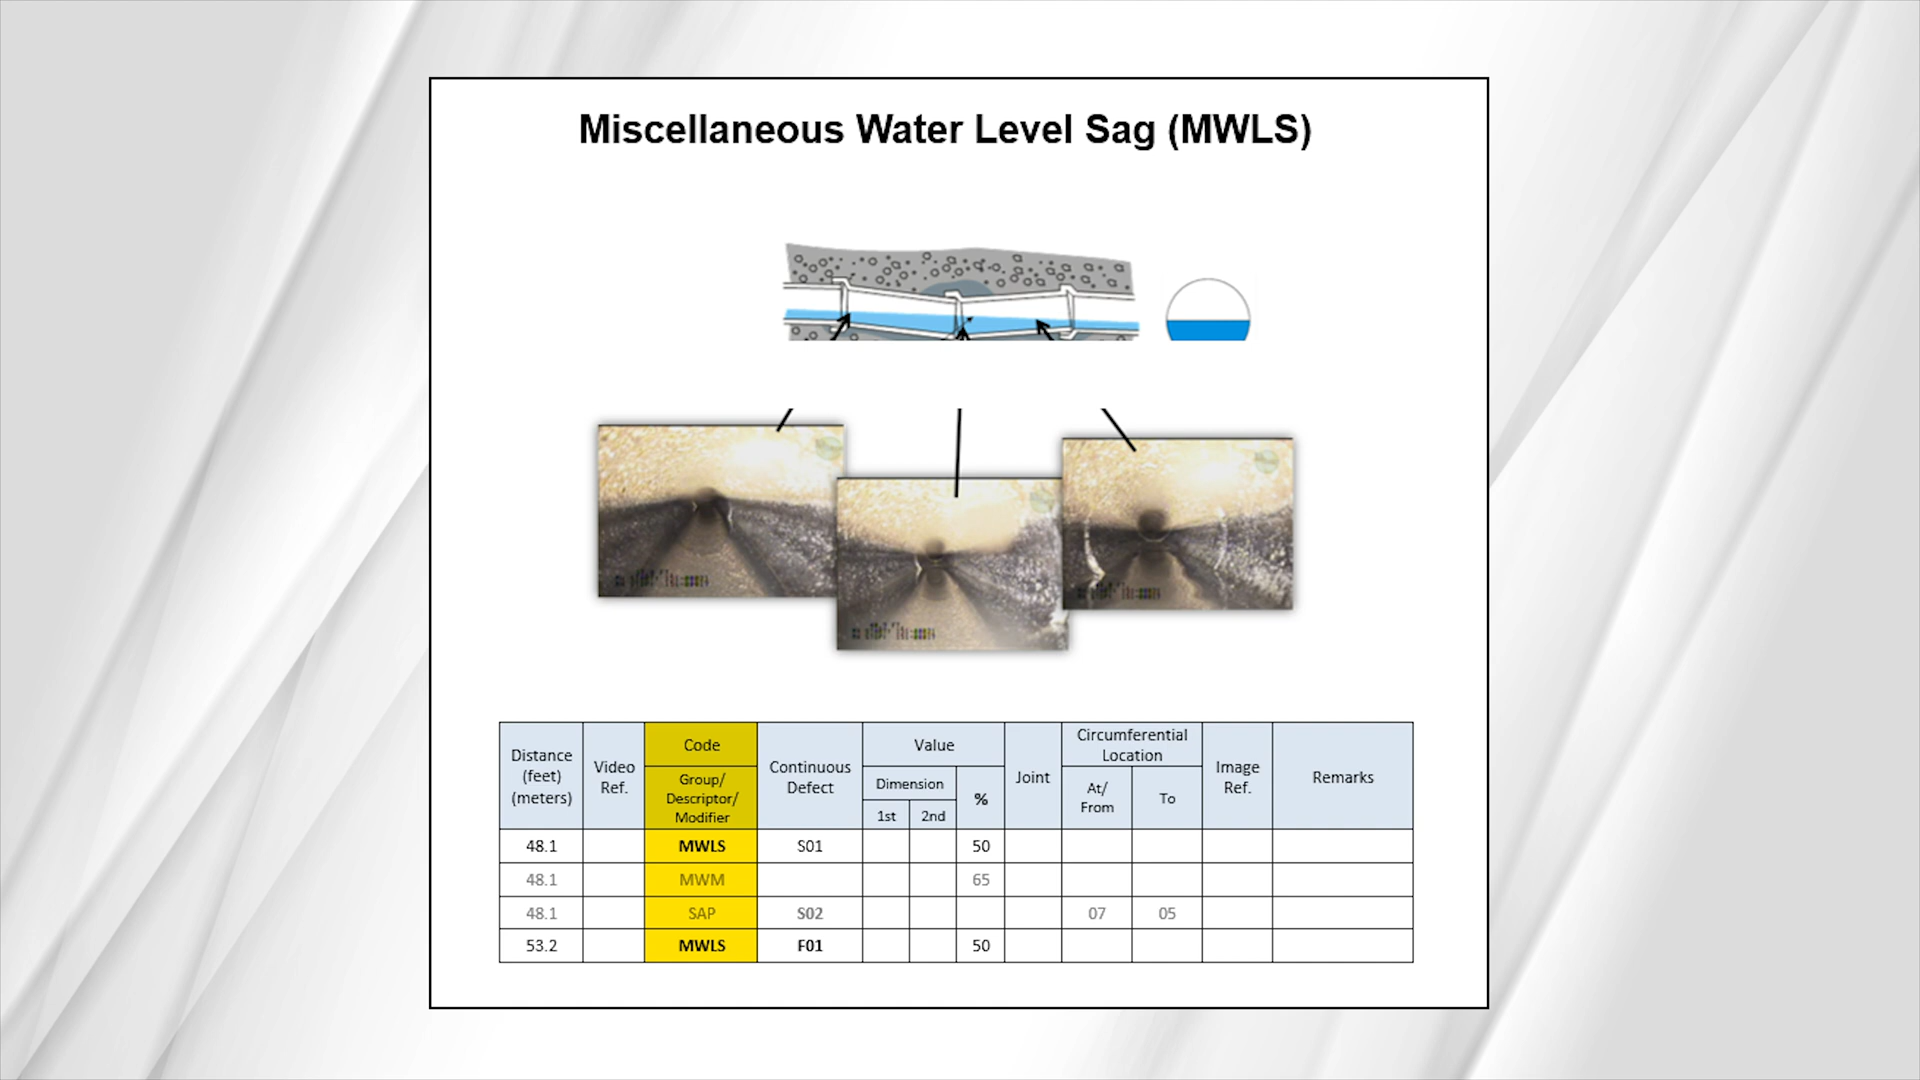 Miscellaneous Water Level Sag (MWLS)
Distance
(feet)
(meters)
Video
Ref.
Code
Group/
Descriptor/
Modifier
Continuous
Defect
Value
Dimension
1st 2nd
%
Joint
Circumferential
Location
At/
From
To
Image
Ref.
Remarks
48.1 MWLS S01 50
48.1 MWM 65
48.1 SAP S02 07 05
53.2 MWLS F01 50